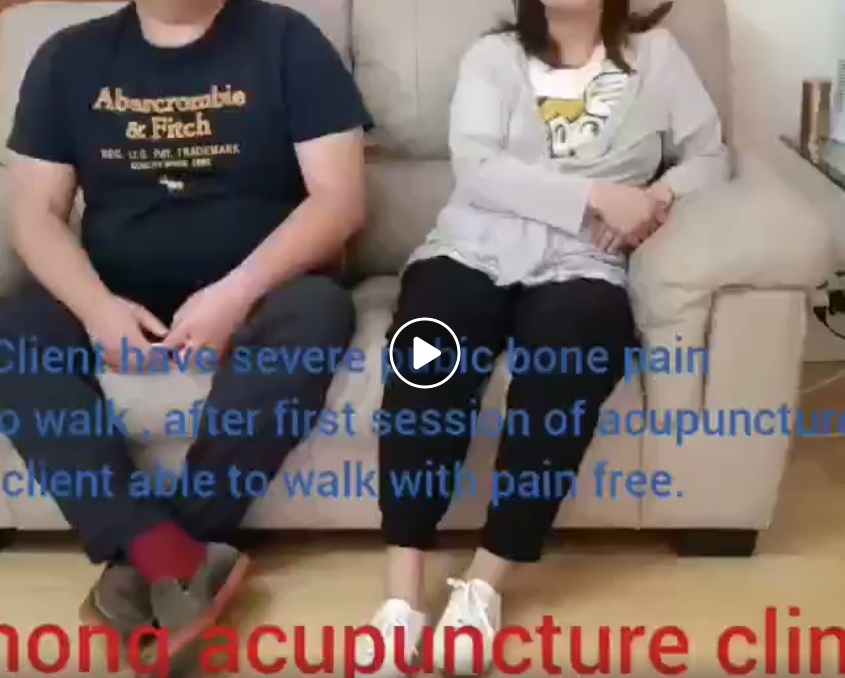 Abercrombie
& Fitch
REG. U.S. PAT. TRADEMARK
Client have severe pubic bone pain
o walk . after first session of acupuncture
client able to walk with pain free.
hong acupuncture clin